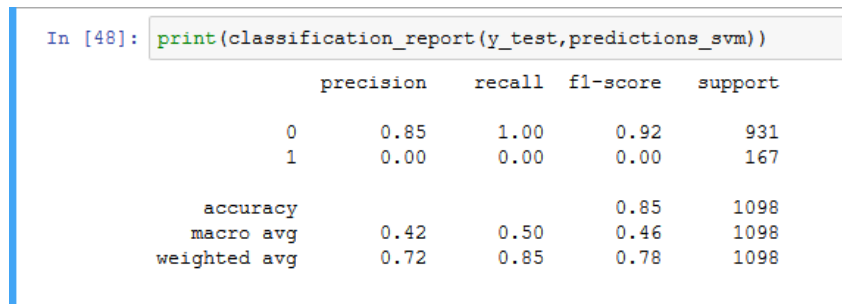 In [48]: print(classification_report(y_test,predictions_svm))
precision recall f1-score support
0 0.85 1.00 0.92 931
1 0.00 0.00 0.00 167
accuracy 0.85 1098
macro avg 0.42 0.50 0.46 1098
weighted avg 0.72 0.85 0.78 1098